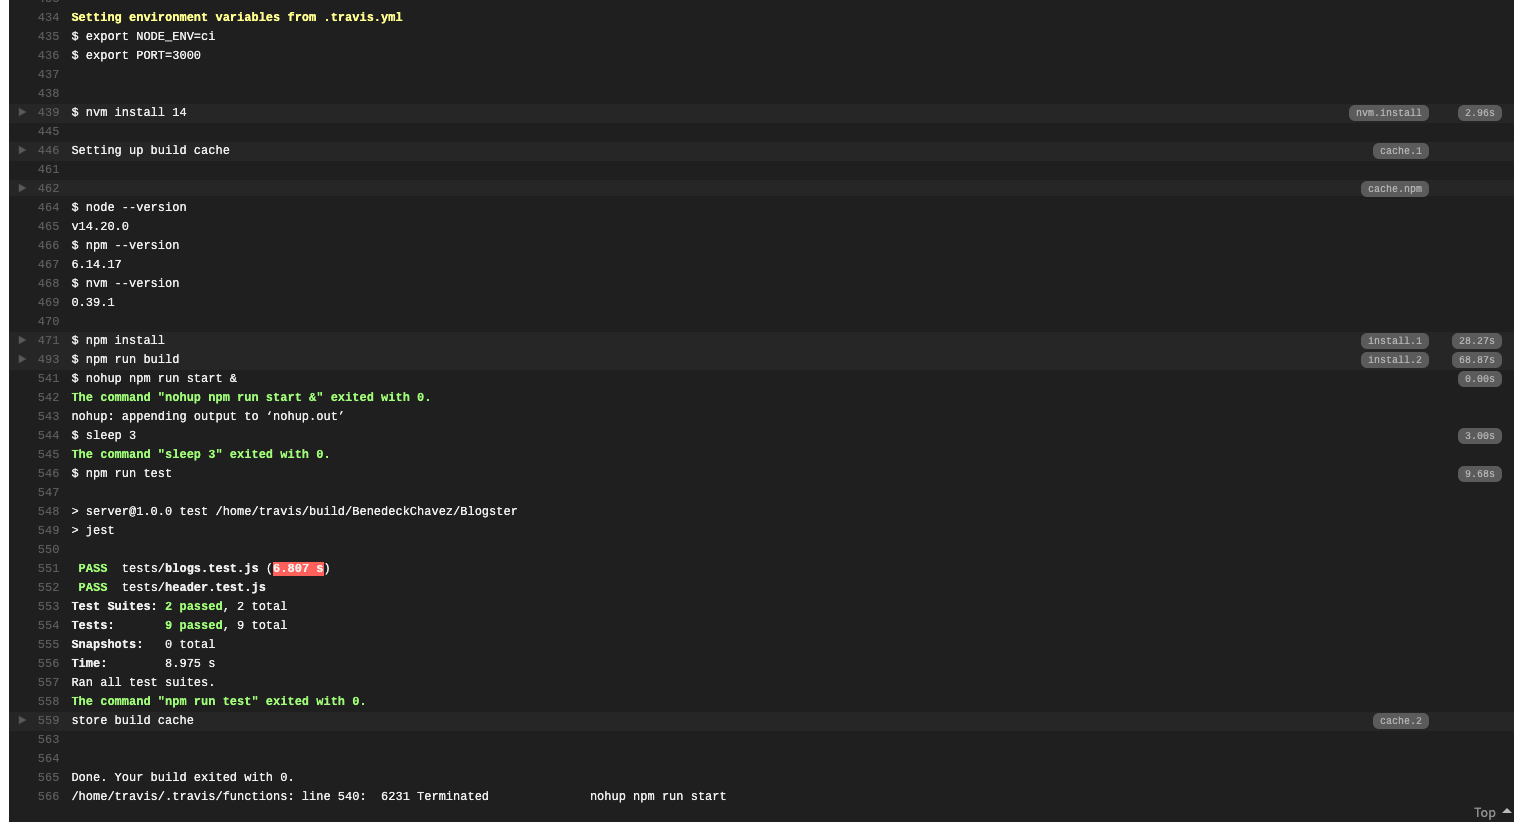 434 Setting environment variables from .travis.yml
435 $ export NODE_ENV=ci
436 $ export PORT=3000
437
438
439 $ nvm install 14 nvm.install 2.96s
445
446 Setting up build cache cache.1
461
462 cache.npm
464 $ node --version
465 v14.20.0
466 $ npm --version
467 6.14.17
468 $ nvm --version
469 0.39.1
470
471 $ npm install install.1 28.27s
493 $ npm run build install.2 68.87s
541 $ nohup npm run start & 0.00s
542 The command "nohup npm run start &" exited with 0.
543 nohup: appending output to ‘nohup.out’
544 $ sleep 3 3.00s
545 The command "sleep 3" exited with 0.
546 $ npm run test 9.68s
547
548 > server@1.0.0 test /home/travis/build/BenedeckChavez/Blogster
549 > jest
550
551 PASS tests/blogs.test.js (6.807 s)
552 PASS tests/header.test.js
553 Test Suites: 2 passed, 2 total
554 Tests: 9 passed, 9 total
555 Snapshots: 0 total
556 Time: 8.975 s
557 Ran all test suites.
558 The command "npm run test" exited with 0.
559 store build cache cache.2
563
564
565 Done. Your build exited with 0.
566 /home/travis/.travis/functions: line 540: 6231 Terminated nohup npm run start
Top